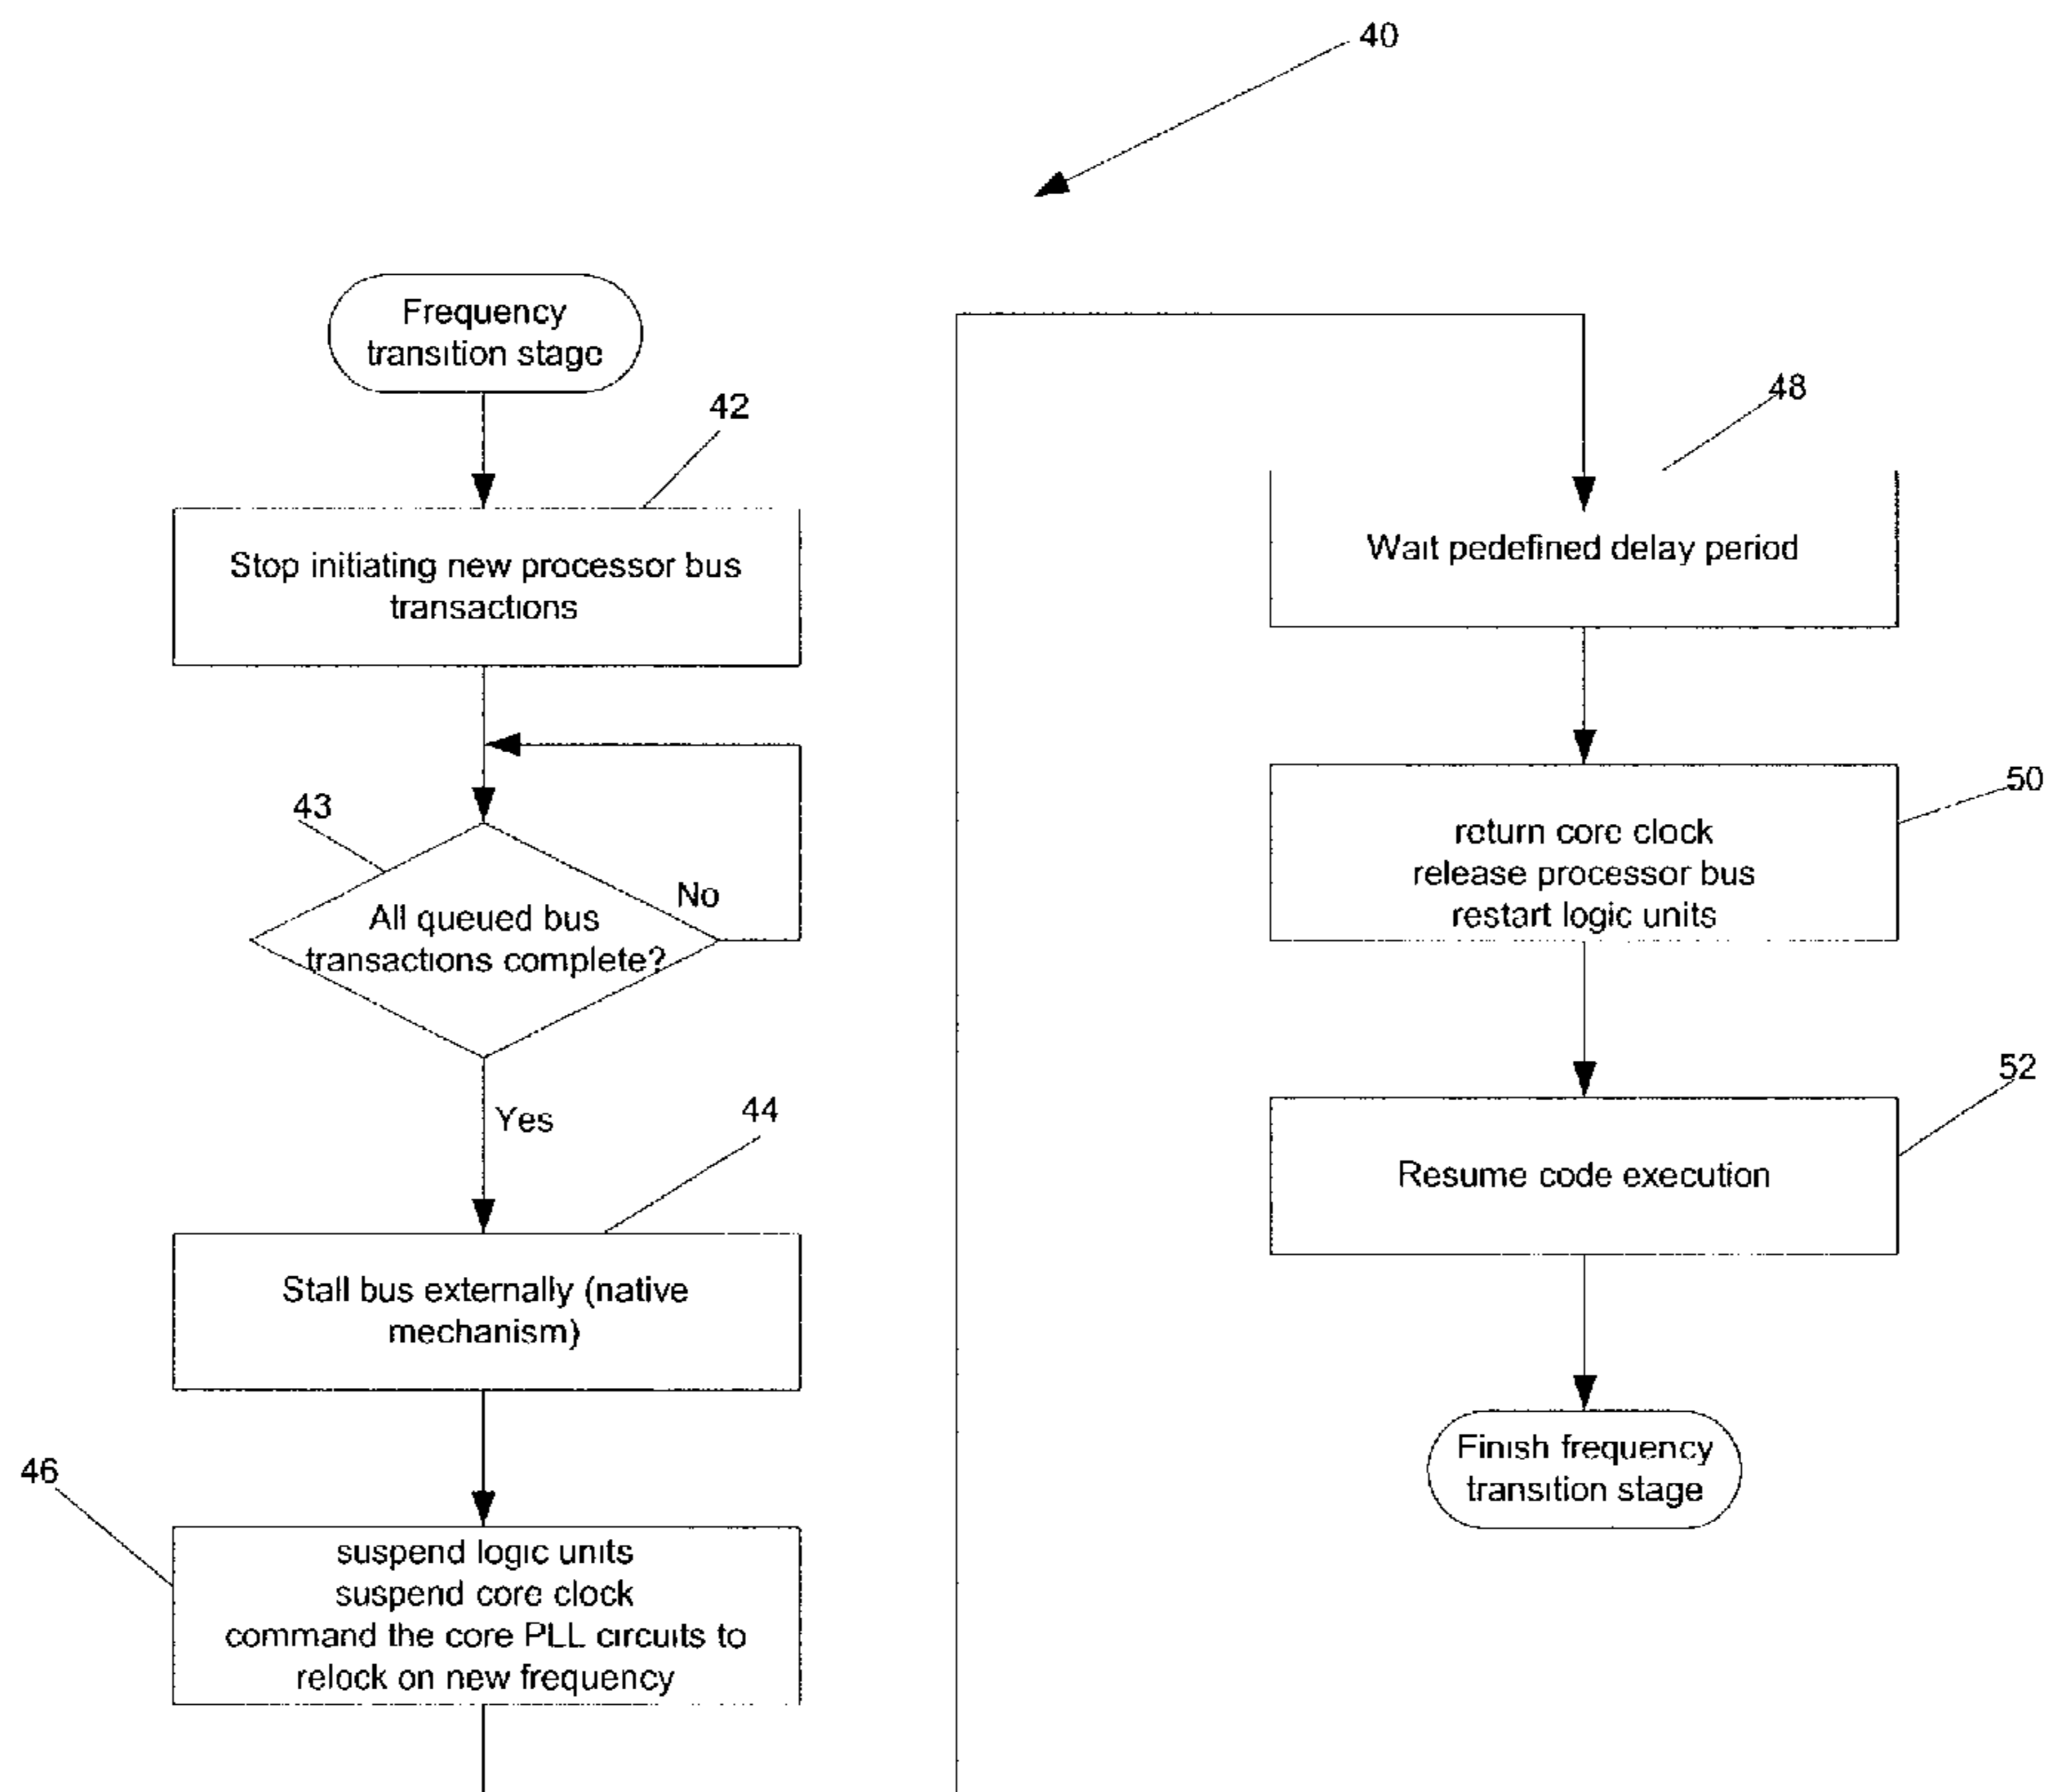 40
Frequency
transition stage
42
Stop initiating new processor bus
transactions
43
All queued bus
transactions complete?
No
Yes
44
Stall bus externally (native
mechanism)
46
suspend logic units
suspend core clock
command the core PLL circuits to
relock on new frequency
48
Wait pedefined delay period
50
return core clock
release processor bus
restart logic units
52
Resume code execution
Finish frequency
transition stage